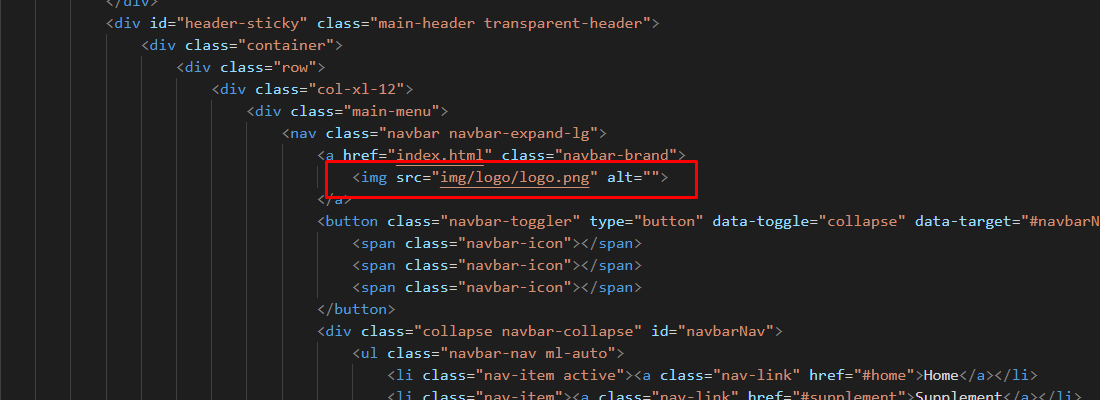 </div>
<div id="header-sticky" class="main-header transparent-header">
<div class="container">
<div class="row">
<div class="col-xl-12">
<div class="main-menu">
<nav class="navbar navbar-expand-lg">
<a href="index.html" class="navbar-brand">
<img src="img/logo/logo.png" alt="">
</a>
<button class="navbar-toggler" type="button" data-toggle="collapse" data-target="#navbarN
<span class="navbar-icon"></span>
<span class="navbar-icon"></span>
<span class="navbar-icon"></span>
</button>
<div class="collapse navbar-collapse" id="navbarNav">
<ul class="navbar-nav ml-auto">
<li class="nav-item active"><a class="nav-link" href="#home">Home</a></li>
<li class="nav-item"><a class="nav-link" href="#supplement">Supplement</a></li>